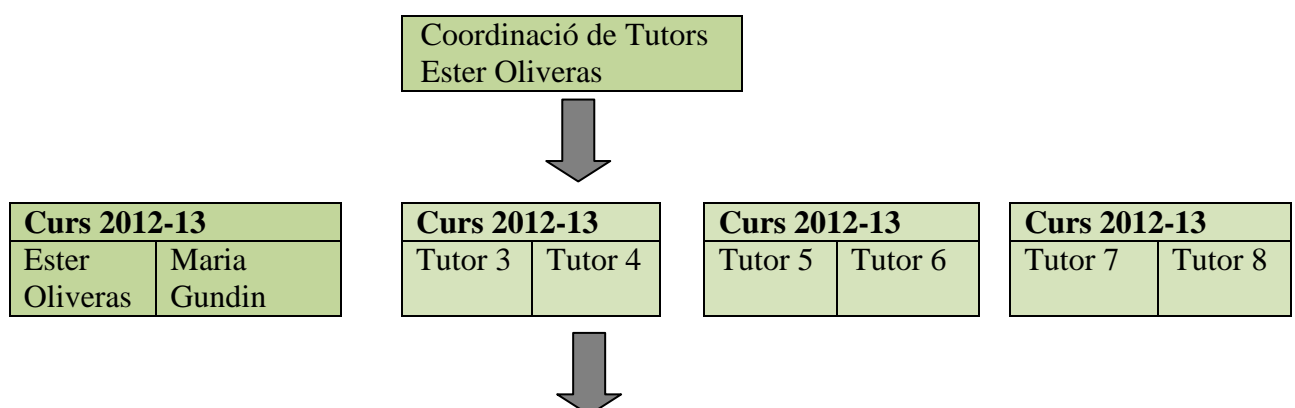 Coordinació de Tutors
Ester Oliveras
Curs 2012-13
Ester Oliveras
Maria Gundin
Curs 2012-13
Tutor 3
Tutor 4
Curs 2012-13
Tutor 5
Tutor 6
Curs 2012-13
Tutor 7
Tutor 8